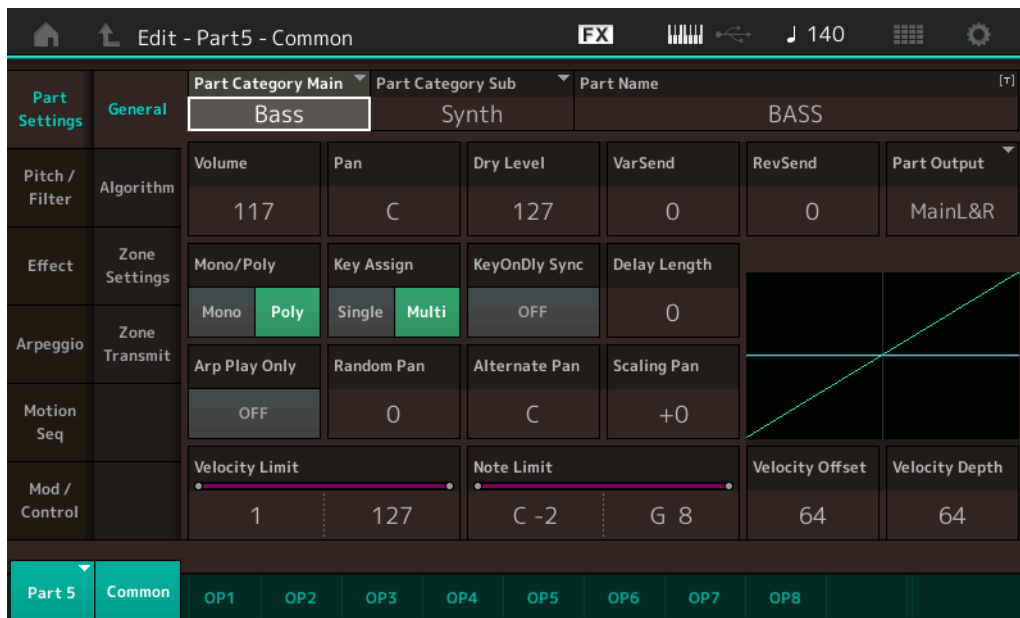 Edit - Part5 - Common
FX
♩ 140
Part Settings
General
Part Category Main
Bass
Part Category Sub
Synth
Part Name
[T]
BASS
Pitch / Filter
Algorithm
Volume
117
Pan
C
Dry Level
127
VarSend
0
RevSend
0
Part Output
MainL&R
Effect
Zone Settings
Mono/Poly
Mono
Poly
Key Assign
Single
Multi
KeyOnDly Sync
OFF
Delay Length
0
Arpeggio
Zone Transmit
Arp Play Only
OFF
Random Pan
0
Alternate Pan
C
Scaling Pan
+0
Motion Seq
Mod / Control
Velocity Limit
1
127
Note Limit
C -2
G 8
Velocity Offset
64
Velocity Depth
64
Part 5
Common
OP1
OP2
OP3
OP4
OP5
OP6
OP7
OP8